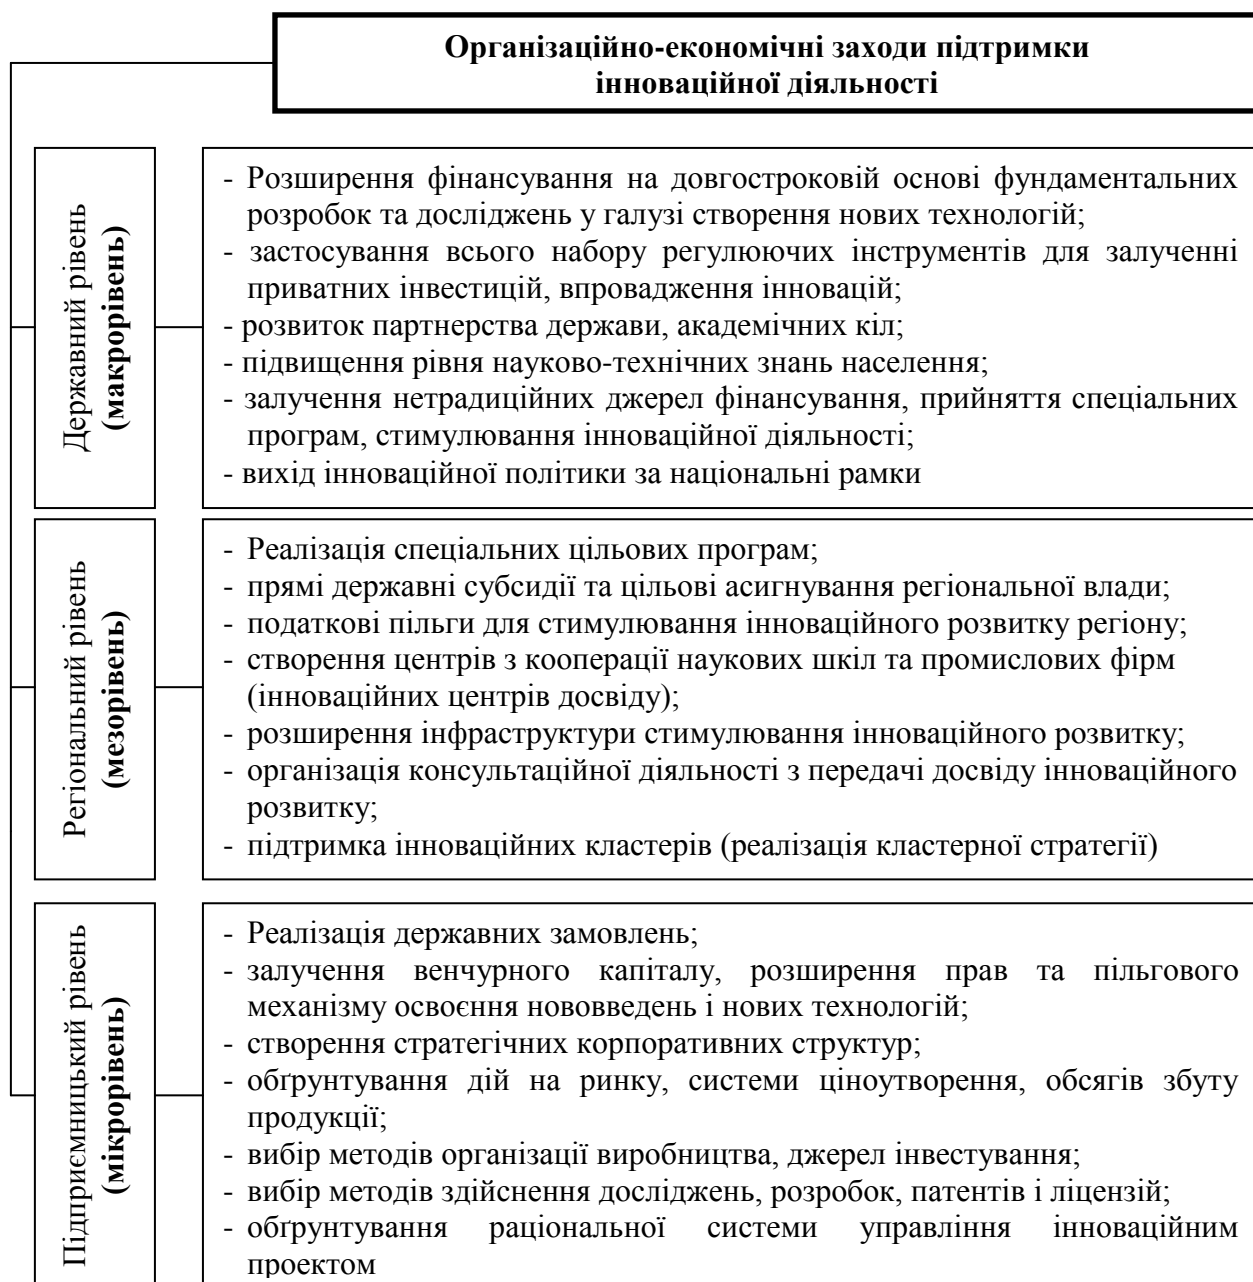 Організаційно-економічні заходи підтримки
інноваційної діяльності
Державний рівень
(макрорівень)
- Розширення фінансування на довгостроковій основі фундаментальних
розробок та досліджень у галузі створення нових технологій;
- застосування всього набору регулюючих інструментів для залученні
приватних інвестицій, впровадження інновацій;
- розвиток партнерства держави, академічних кіл;
- підвищення рівня науково-технічних знань населення;
- залучення нетрадиційних джерел фінансування, прийняття спеціальних
програм, стимулювання інноваційної діяльності;
- вихід інноваційної політики за національні рамки
Регіональний рівень
(мезорівень)
- Реалізація спеціальних цільових програм;
- прямі державні субсидії та цільові асигнування регіональної влади;
- податкові пільги для стимулювання інноваційного розвитку регіону;
- створення центрів з кооперації наукових шкіл та промислових фірм
(інноваційних центрів досвіду);
- розширення інфраструктури стимулювання інноваційного розвитку;
- організація консультаційної діяльності з передачі досвіду інноваційного
розвитку;
- підтримка інноваційних кластерів (реалізація кластерної стратегії)
Підприємницький рівень
(мікрорівень)
- Реалізація державних замовлень;
- залучення венчурного капіталу, розширення прав та пільгового
механізму освоєння нововведень і нових технологій;
- створення стратегічних корпоративних структур;
- обґрунтування дій на ринку, системи ціноутворення, обсягів збуту
продукції;
- вибір методів організації виробництва, джерел інвестування;
- вибір методів здійснення досліджень, розробок, патентів і ліцензій;
- обґрунтування раціональної системи управління інноваційним
проектом